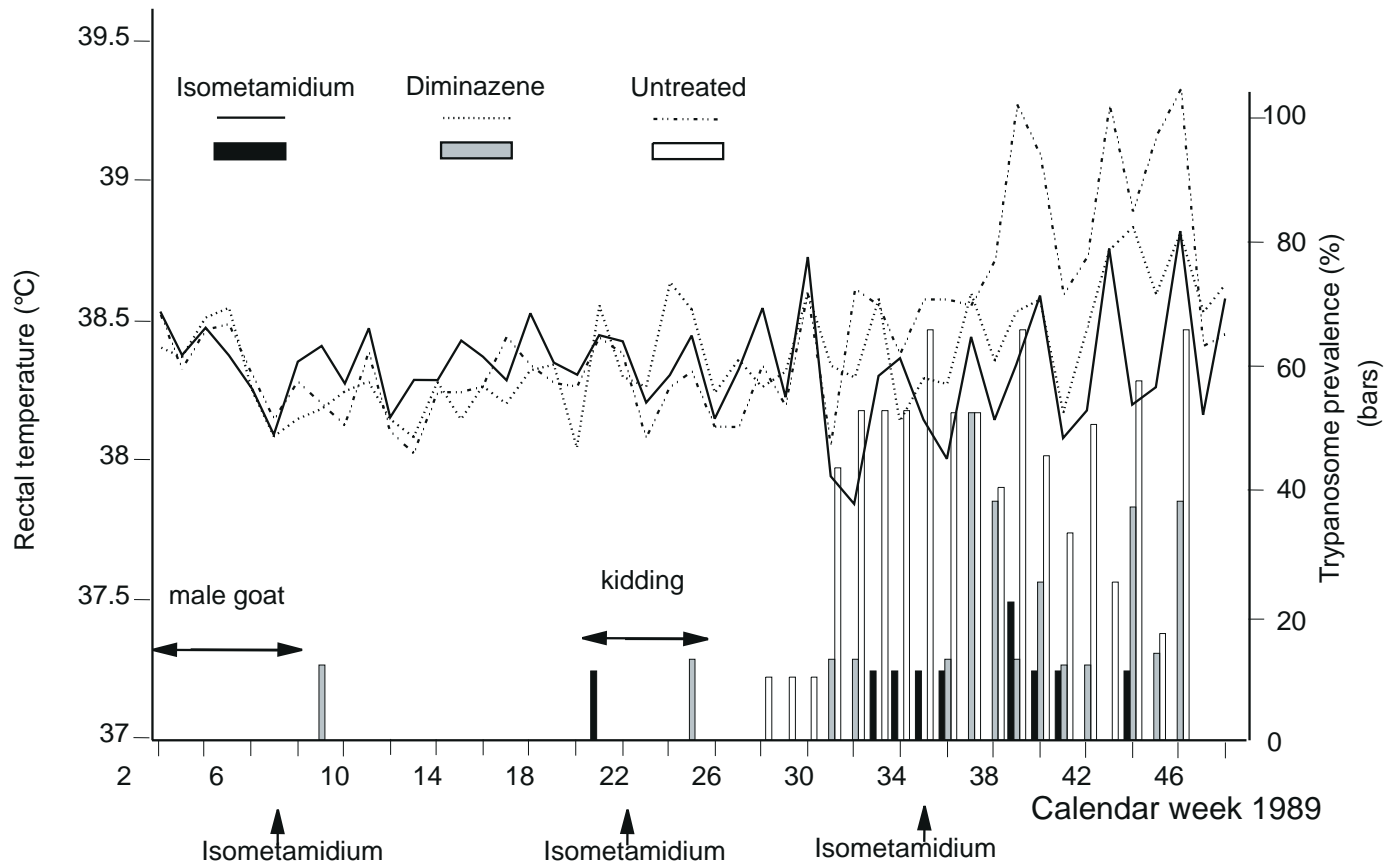 39.5
Isometamidium Diminazene Untreated
100
39
80
38.5
60
38
40
kidding
37.5
male goat
20
37
0
2 6 10 14 18 22 26 30 34 38 42 46
Calendar week 1989
Isometamidium Isometamidium Isometamidium
Rectal temperature (°C)
Trypanosome prevalence (%)
(bars)